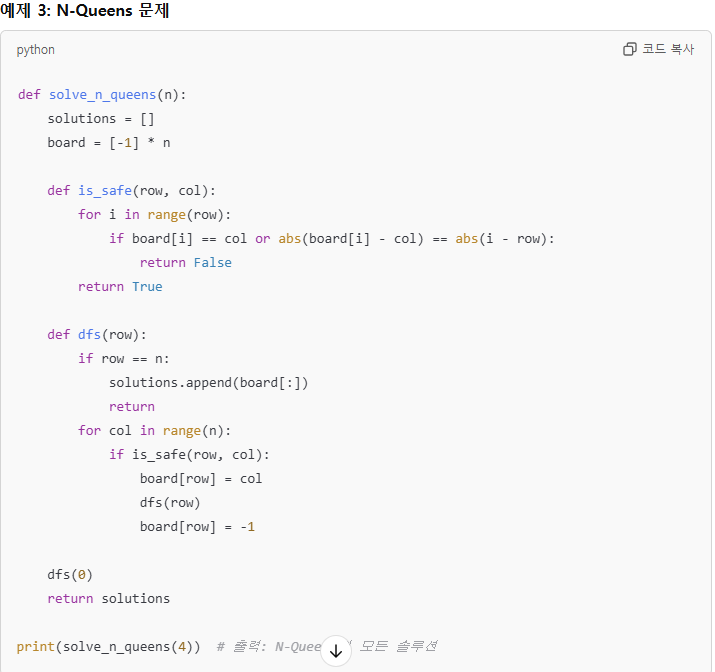 예제 3: N-Queens 문제
python
코드 복사
def solve_n_queens(n):
    solutions = []
    board = [-1] * n

    def is_safe(row, col):
        for i in range(row):
            if board[i] == col or abs(board[i] - col) == abs(i - row):
                return False
        return True

    def dfs(row):
        if row == n:
            solutions.append(board[:])
            return
        for col in range(n):
            if is_safe(row, col):
                board[row] = col
                dfs(row)
                board[row] = -1

    dfs(0)
    return solutions

print(solve_n_queens(4))  # 출력: 모든 솔루션